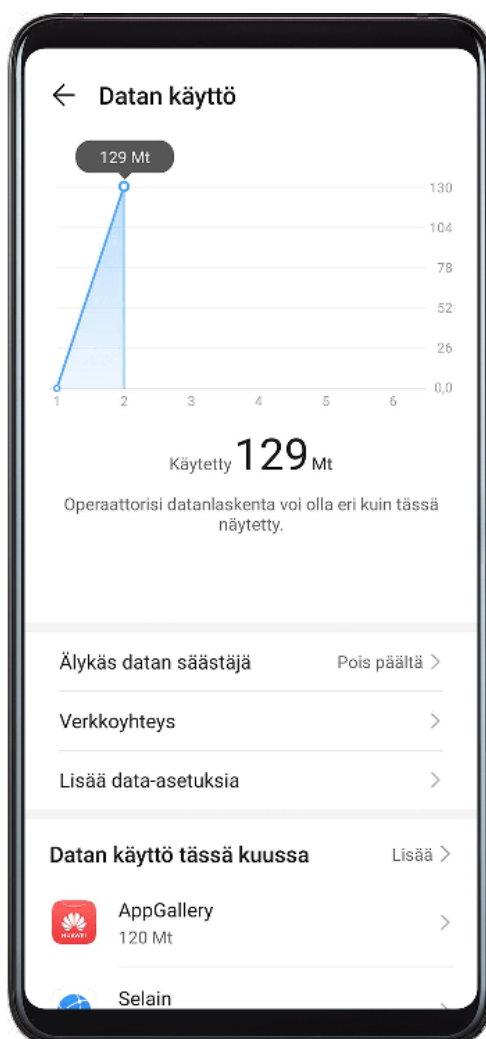 Datan käyttö
129 Mt
130
104
78
52
26
0,0
1 2 3 4 5 6
Käytetty 129 Mt
Operaattorisi datanlaskenta voi olla eri kuin tässä
näytetty.
Älykäs datan säästäjä Pois päältä
Verkkoyhteys
Lisää data-asetuksia
Datan käyttö tässä kuussa Lisää
AppGallery
HUAWEI
120 Mt
Selain